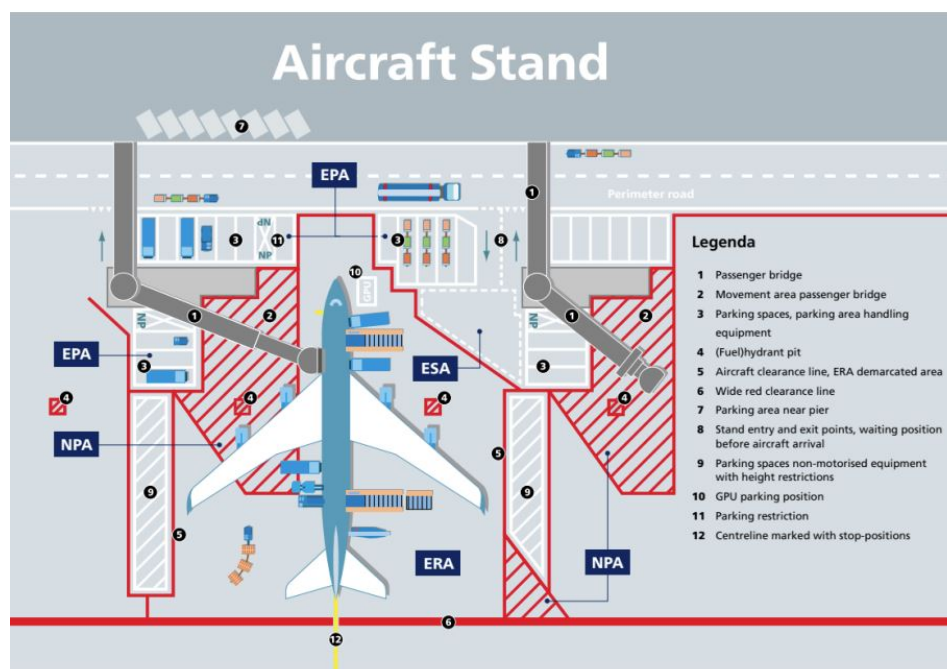 Aircraft Stand
7
EPA
1
Perimeter road
NP
3
11
NP
3
8
10
GPU
1
2
1
2
NP
NP
EPA
ESA
3
3
4
4
4
4
NPA
5
9
9
5
ERA
NPA
6
12
Legenda
1 Passenger bridge
2 Movement area passenger bridge
3 Parking spaces, parking area handling
equipment
4 (Fuel)hydrant pit
5 Aircraft clearance line, ERA demarcated area
6 Wide red clearance line
7 Parking area near pier
8 Stand entry and exit points, waiting position
before aircraft arrival
9 Parking spaces non-motorised equipment
with height restrictions
10 GPU parking position
11 Parking restriction
12 Centreline marked with stop-positions